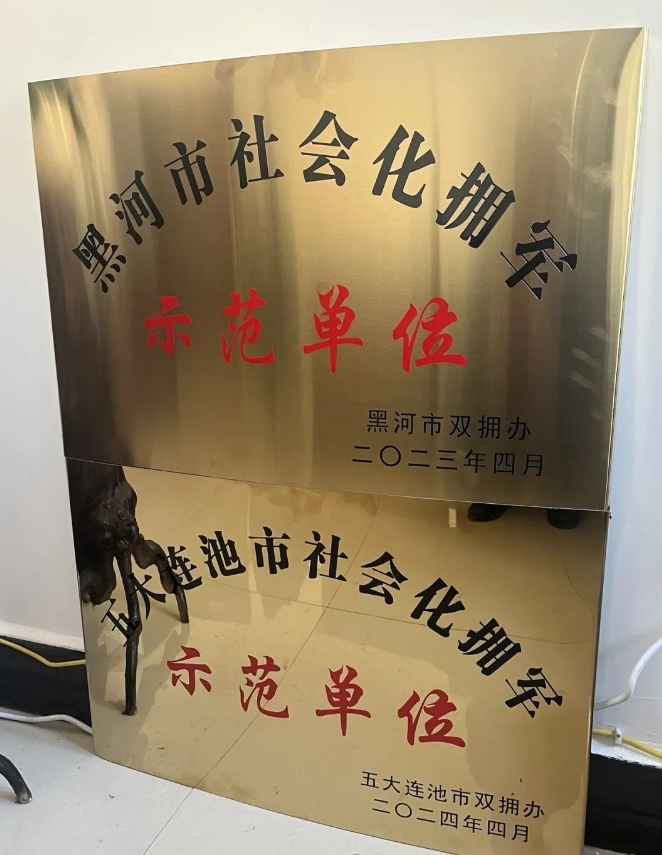 黑河市社会化拥军
示范单位
黑河市双拥办
二〇二三年四月
五大连池市社会化拥军
示范单位
五大连池市双拥办
二〇二四年四月